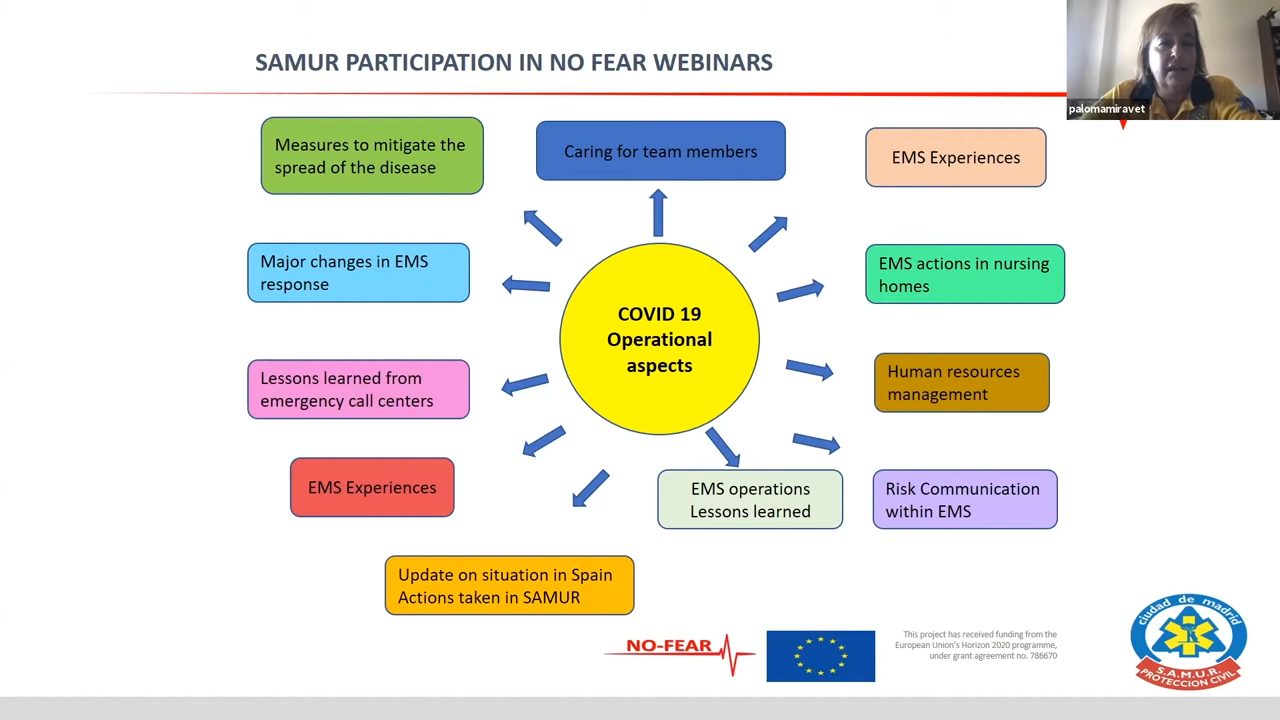 SAMUR PARTICIPATION IN NO FEAR WEBINARS
palomamiravet
Measures to mitigate the
spread of the disease
Caring for team members
EMS Experiences
Major changes in EMS
response
EMS actions in nursing
homes
COVID 19
Operational
aspects
Lessons learned from
emergency call centers
Human resources
management
EMS Experiences
EMS operations
Lessons learned
Risk Communication
within EMS
Update on situation in Spain
Actions taken in SAMUR
NO-FEAR
This project has received funding from the
European Union's Horizon 2020 programme,
under grant agreement no. 786670
ciudad de madrid
S.A.M.U.R.
PROTECCION CIVIL